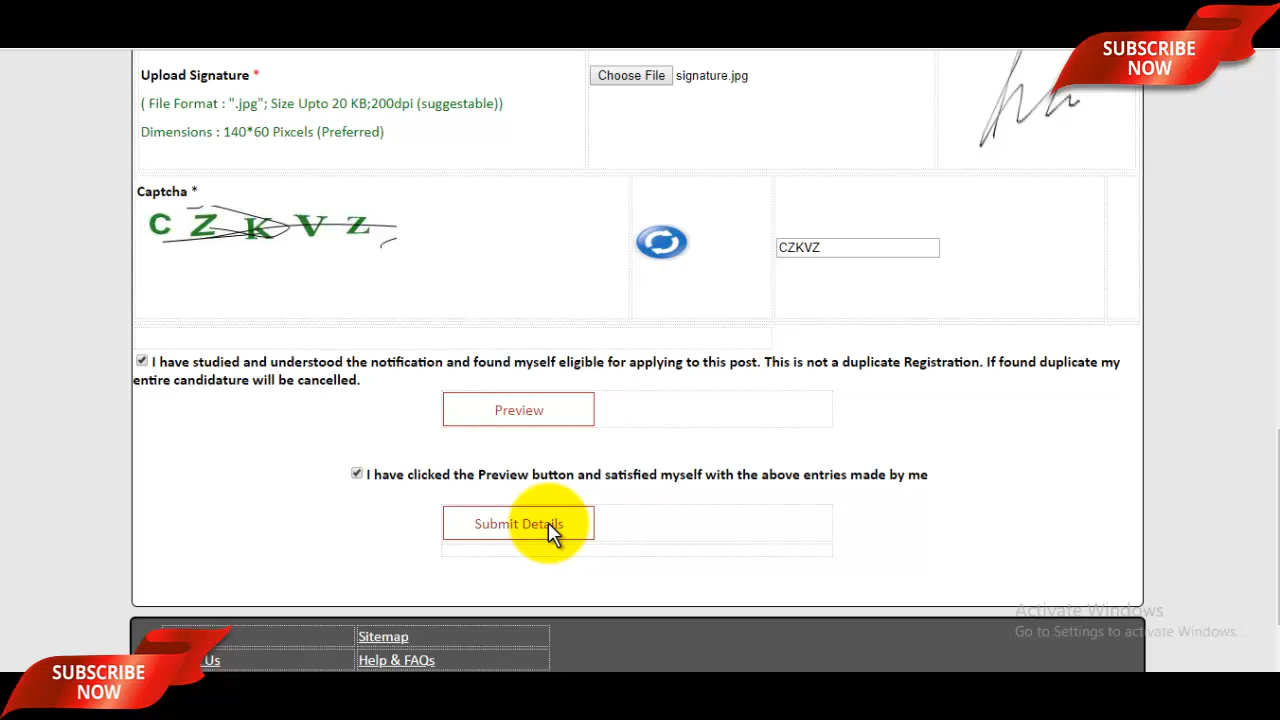 SUBSCRIBE
NOW
Upload Signature *
Choose File signature.jpg
( File Format : ".jpg"; Size Upto 20 KB;200dpi (suggestable))
Dimensions : 140*60 Pixcels (Preferred)
Captcha *
C Z K V Z
CZKVZ
I have studied and understood the notification and found myself eligible for applying to this post. This is not a duplicate Registration. If found duplicate my
entire candidature will be cancelled.
Preview
I have clicked the Preview button and satisfied myself with the above entries made by me
Submit Details
Activate Windows
Go to Settings to activate Windows.
Sitemap
Us
Help & FAQs
SUBSCRIBE
NOW